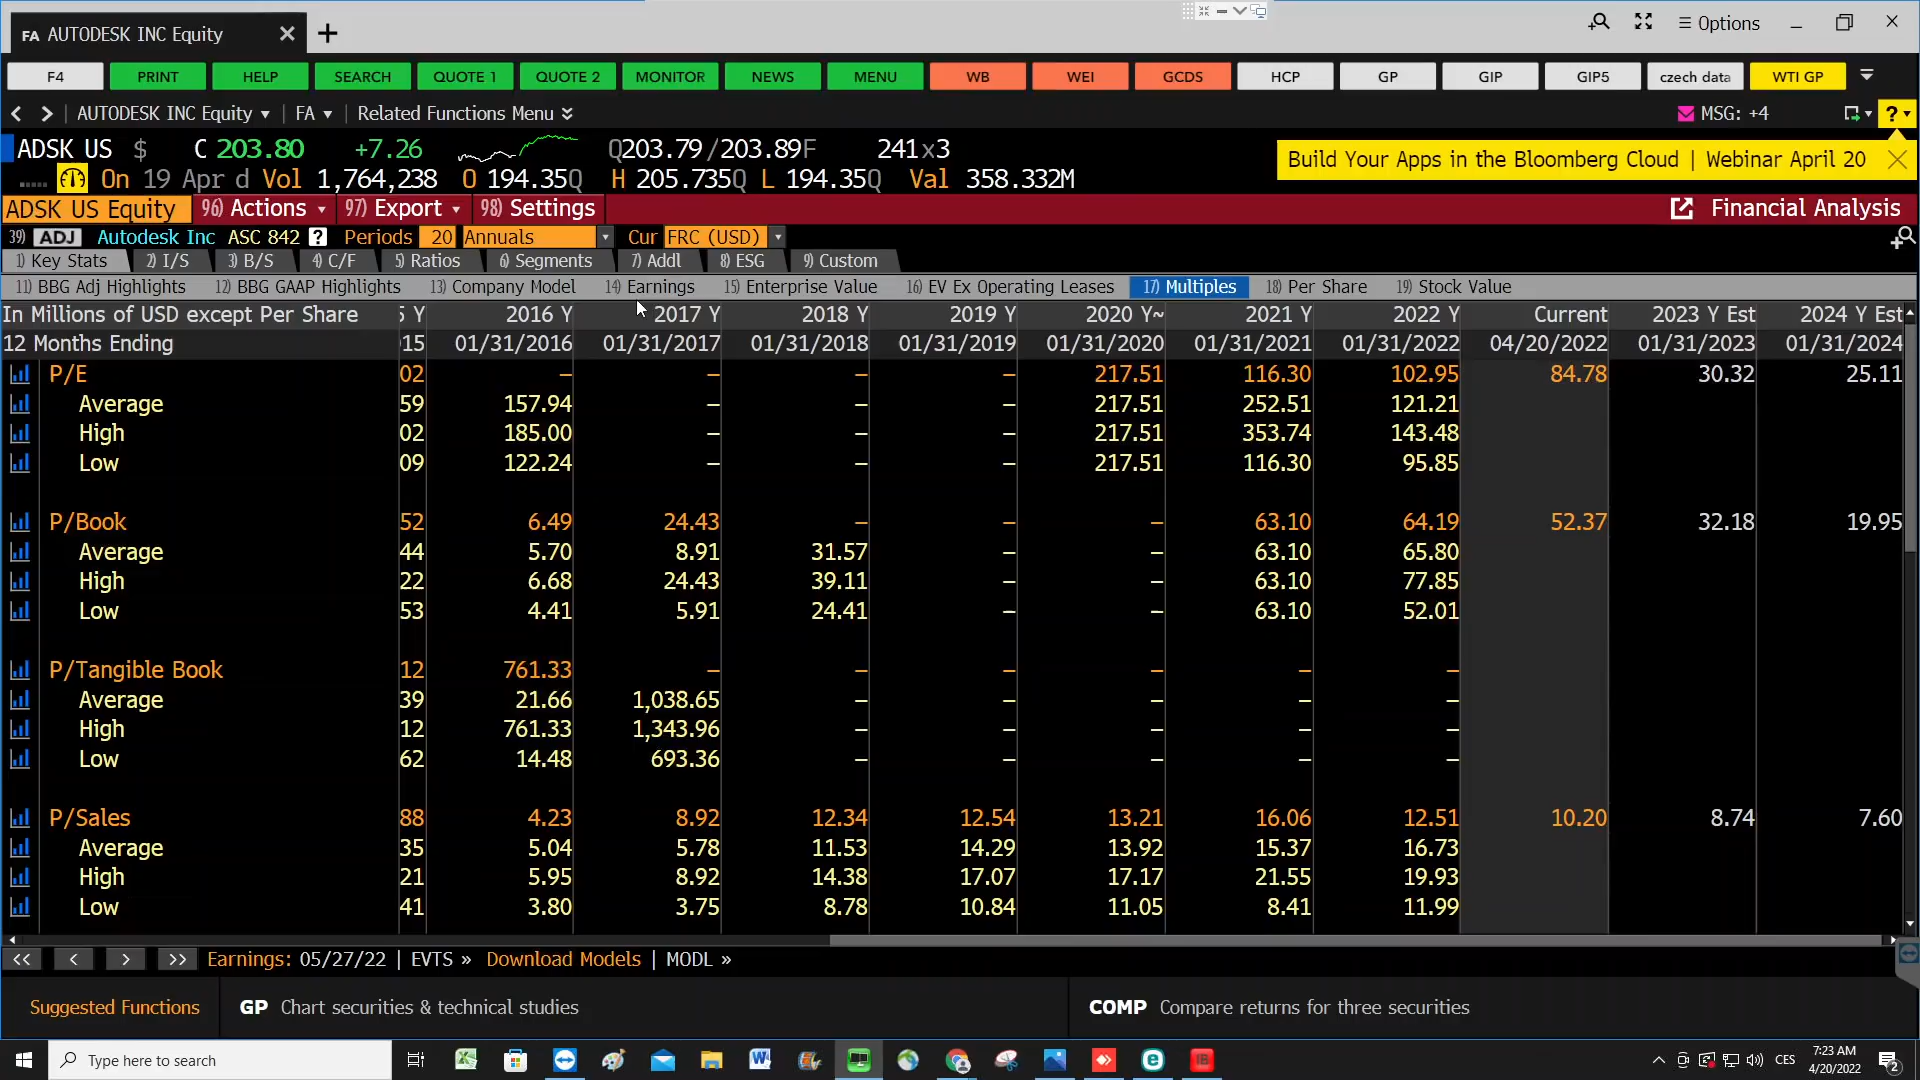 FA AUTODESK INC Equity
Options
F4 PRINT HELP SEARCH QUOTE 1 QUOTE 2 MONITOR NEWS MENU WB WEI GCDS HCP GP GIP GIP5 czech data WTI GP
AUTODESK INC Equity FA Related Functions Menu MSG: +4 ?
ADSK US $ C 203.80 +7.26 Q203.79/203.89F 241x3
On 19 Apr d Vol 1,764,238 O 194.35Q H 205.735Q L 194.35Q Val 358.332M
Build Your Apps in the Bloomberg Cloud | Webinar April 20
ADSK US Equity 96) Actions 97) Export 98) Settings Financial Analysis
39) ADJ Autodesk Inc ASC 842 ? Periods 20 Annuals Cur FRC (USD)
1) Key Stats 2) I/S 3) B/S 4) C/F 5) Ratios 6) Segments 7) Addl 8) ESG 9) Custom
11) BBG Adj Highlights 12) BBG GAAP Highlights 13) Company Model 14) Earnings 15) Enterprise Value 16) EV Ex Operating Leases 17) Multiples 18) Per Share 19) Stock Value
In Millions of USD except Per Share 5 Y 2016 Y 2017 Y 2018 Y 2019 Y 2020 Y~ 2021 Y 2022 Y Current 2023 Y Est 2024 Y Est
12 Months Ending 15 01/31/2016 01/31/2017 01/31/2018 01/31/2019 01/31/2020 01/31/2021 01/31/2022 04/20/2022 01/31/2023 01/31/2024
P/E 02 – – – – 217.51 116.30 102.95 84.78 30.32 25.11
Average 59 157.94 – – – 217.51 252.51 121.21
High 02 185.00 – – – 217.51 353.74 143.48
Low 09 122.24 – – – 217.51 116.30 95.85
P/Book 52 6.49 24.43 – – – 63.10 64.19 52.37 32.18 19.95
Average 44 5.70 8.91 31.57 – – 63.10 65.80
High 22 6.68 24.43 39.11 – – 63.10 77.85
Low 53 4.41 5.91 24.41 – – 63.10 52.01
P/Tangible Book 12 761.33 – – – – – –
Average 39 21.66 1,038.65 – – – – –
High 12 761.33 1,343.96 – – – – –
Low 62 14.48 693.36 – – – – –
P/Sales 88 4.23 8.92 12.34 12.54 13.21 16.06 12.51 10.20 8.74 7.60
Average 35 5.04 5.78 11.53 14.29 13.92 15.37 16.73
High 21 5.95 8.92 14.38 17.07 17.17 21.55 19.93
Low 41 3.80 3.75 8.78 10.84 11.05 8.41 11.99
<< < > >> Earnings: 05/27/22 | EVTS » Download Models | MODL »
Suggested Functions GP Chart securities & technical studies COMP Compare returns for three securities
Type here to search CES 7:23 AM
4/20/2022 2